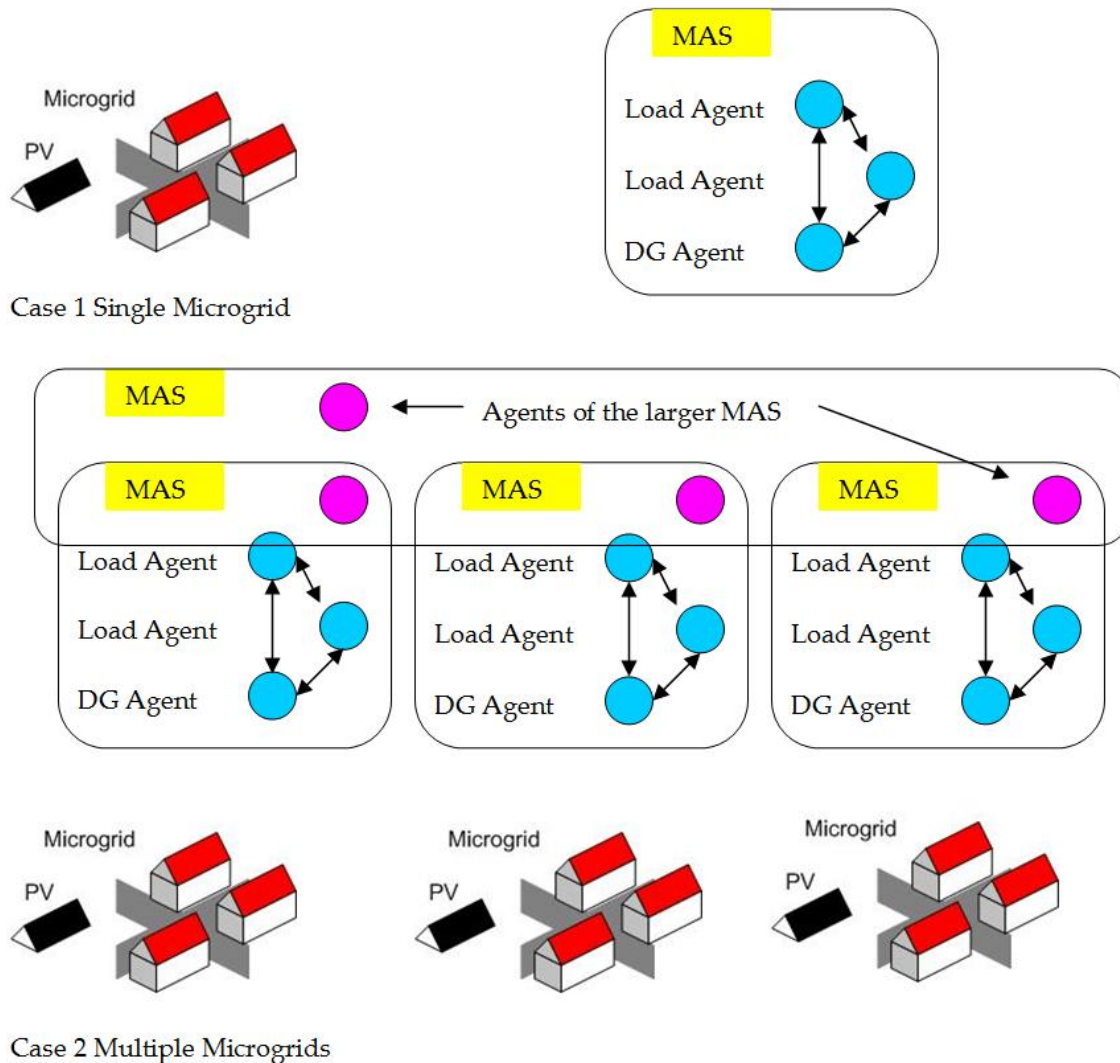 MAS
Load Agent
Load Agent
DG Agent
Microgrid
PV
Case 1 Single Microgrid
MAS
Agents of the larger MAS
MAS
Load Agent
Load Agent
DG Agent
MAS
Load Agent
Load Agent
DG Agent
MAS
Load Agent
Load Agent
DG Agent
Microgrid
PV
Microgrid
PV
Microgrid
PV
Case 2 Multiple Microgrids